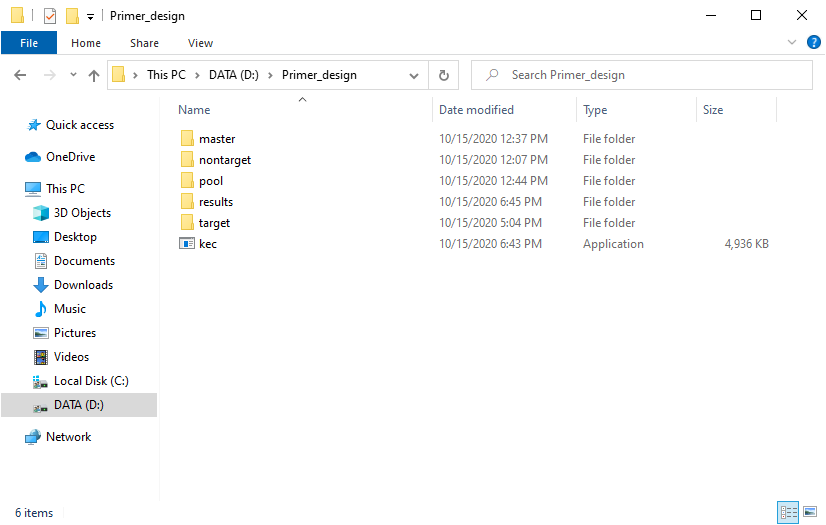 Primer_design
File Home Share View
This PC DATA (D:) Primer_design Search Primer_design
Name Date modified Type Size
Quick access
OneDrive
This PC
3D Objects
Desktop
Documents
Downloads
Music
Pictures
Videos
Local Disk (C:)
DATA (D:)
Network
master 10/15/2020 12:37 PM File folder
nontarget 10/15/2020 12:07 PM File folder
pool 10/15/2020 12:44 PM File folder
results 10/15/2020 6:45 PM File folder
target 10/15/2020 5:04 PM File folder
kec 10/15/2020 6:43 PM Application 4,936 KB
6 items